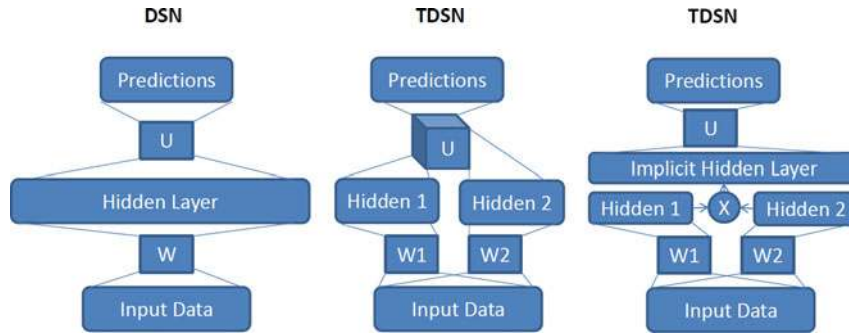 DSN
Predictions
U
Hidden Layer
W
Input Data
TDSN
Predictions
U
Hidden 1
Hidden 2
W1
W2
Input Data
TDSN
Predictions
U
Implicit Hidden Layer
Hidden 1
X
Hidden 2
W1
W2
Input Data